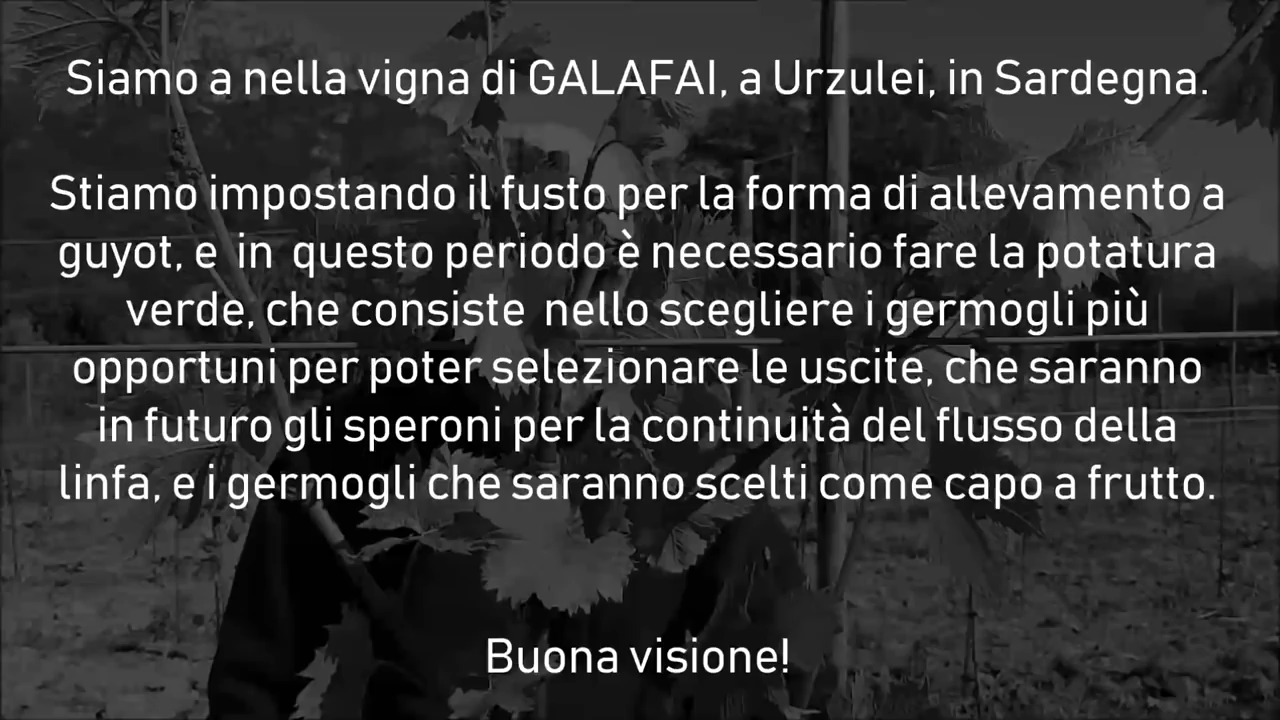 Siamo a nella vigna di GALAFAI, a Urzulei, in Sardegna.
Stiamo impostando il fusto per la forma di allevamento a
guyot, e in questo periodo è necessario fare la potatura
verde, che consiste nello scegliere i germogli più
opportuni per poter selezionare le uscite, che saranno
in futuro gli speroni per la continuità del flusso della
linfa, e i germogli che saranno scelti come capo a frutto.
Buona visione!